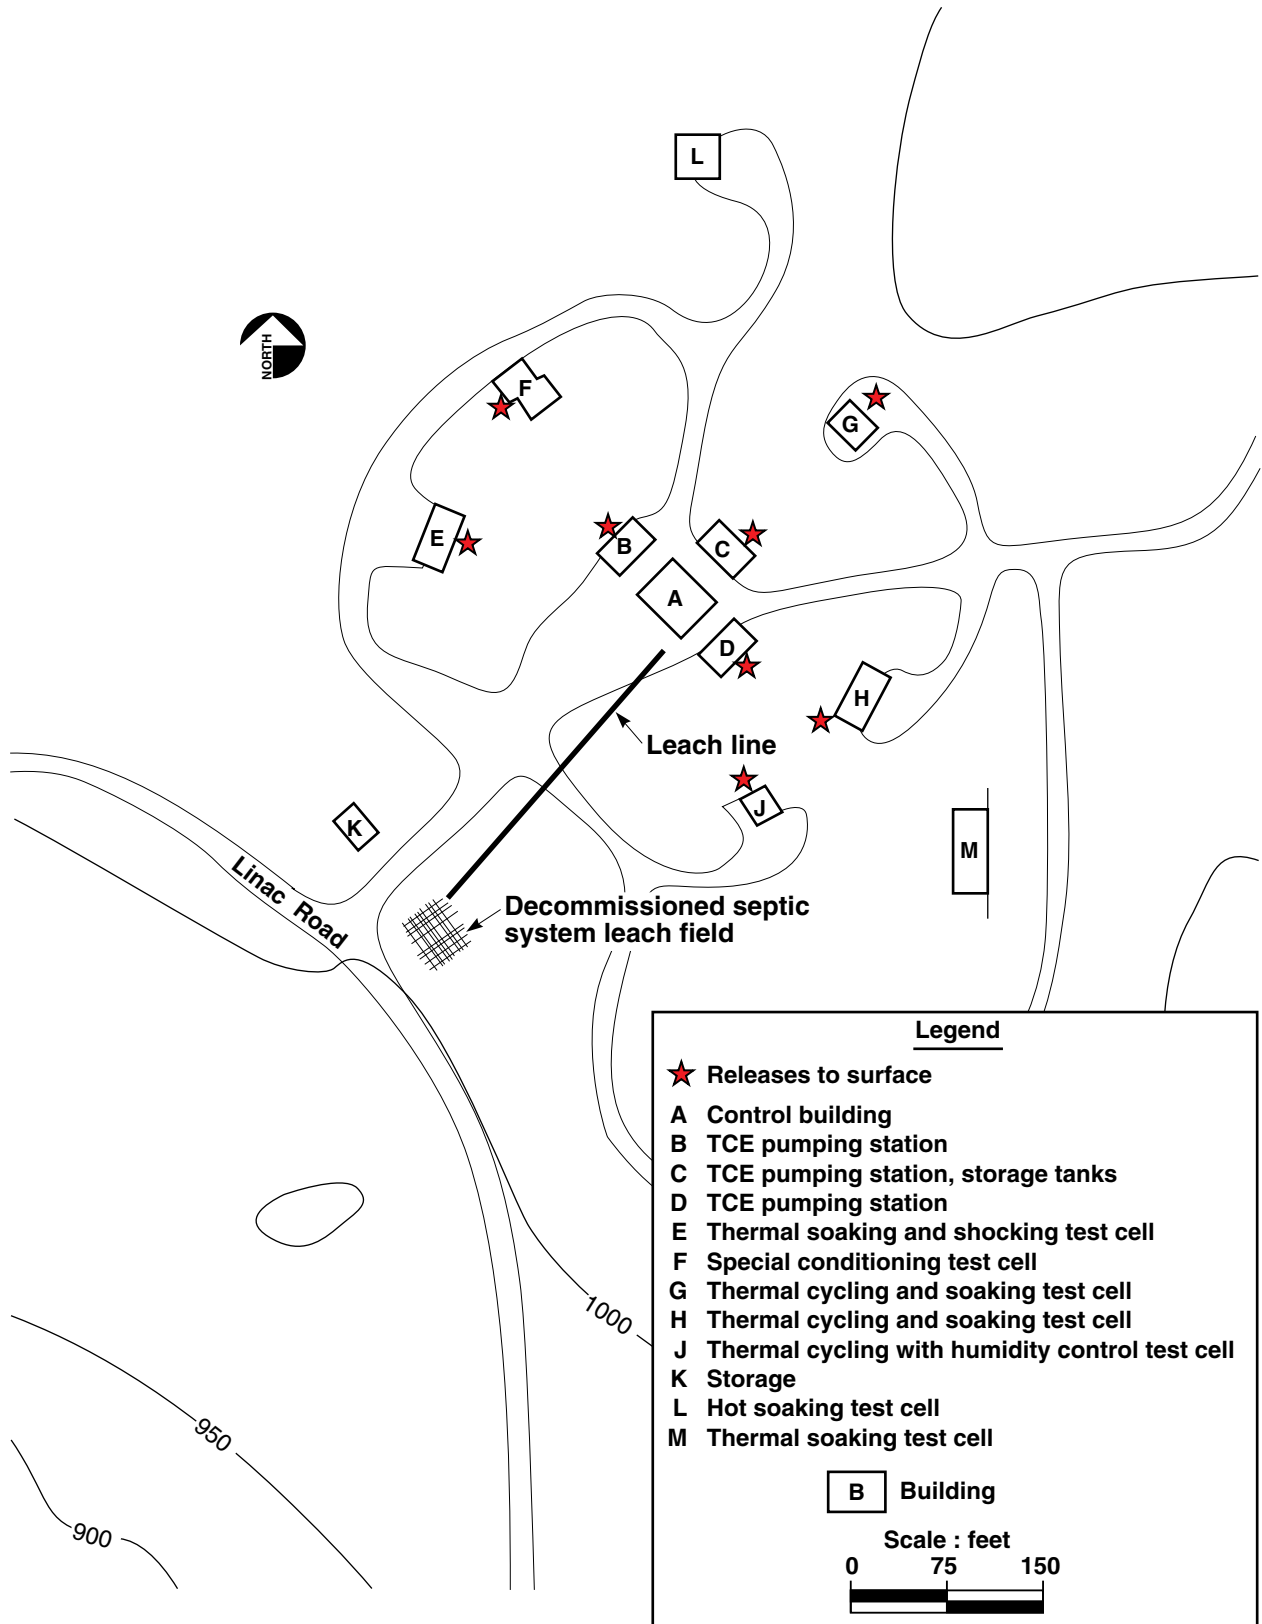 L
NORTH
F
G
E
B
C
A
D
H
Leach line
J
K
M
Linac Road
Decommissioned septic
system leach field
Legend
Releases to surface
A Control building
B TCE pumping station
C TCE pumping station, storage tanks
D TCE pumping station
E Thermal soaking and shocking test cell
F Special conditioning test cell
G Thermal cycling and soaking test cell
H Thermal cycling and soaking test cell
J Thermal cycling with humidity control test cell
K Storage
L Hot soaking test cell
M Thermal soaking test cell
B Building
Scale : feet
0 75 150
1000
950
900